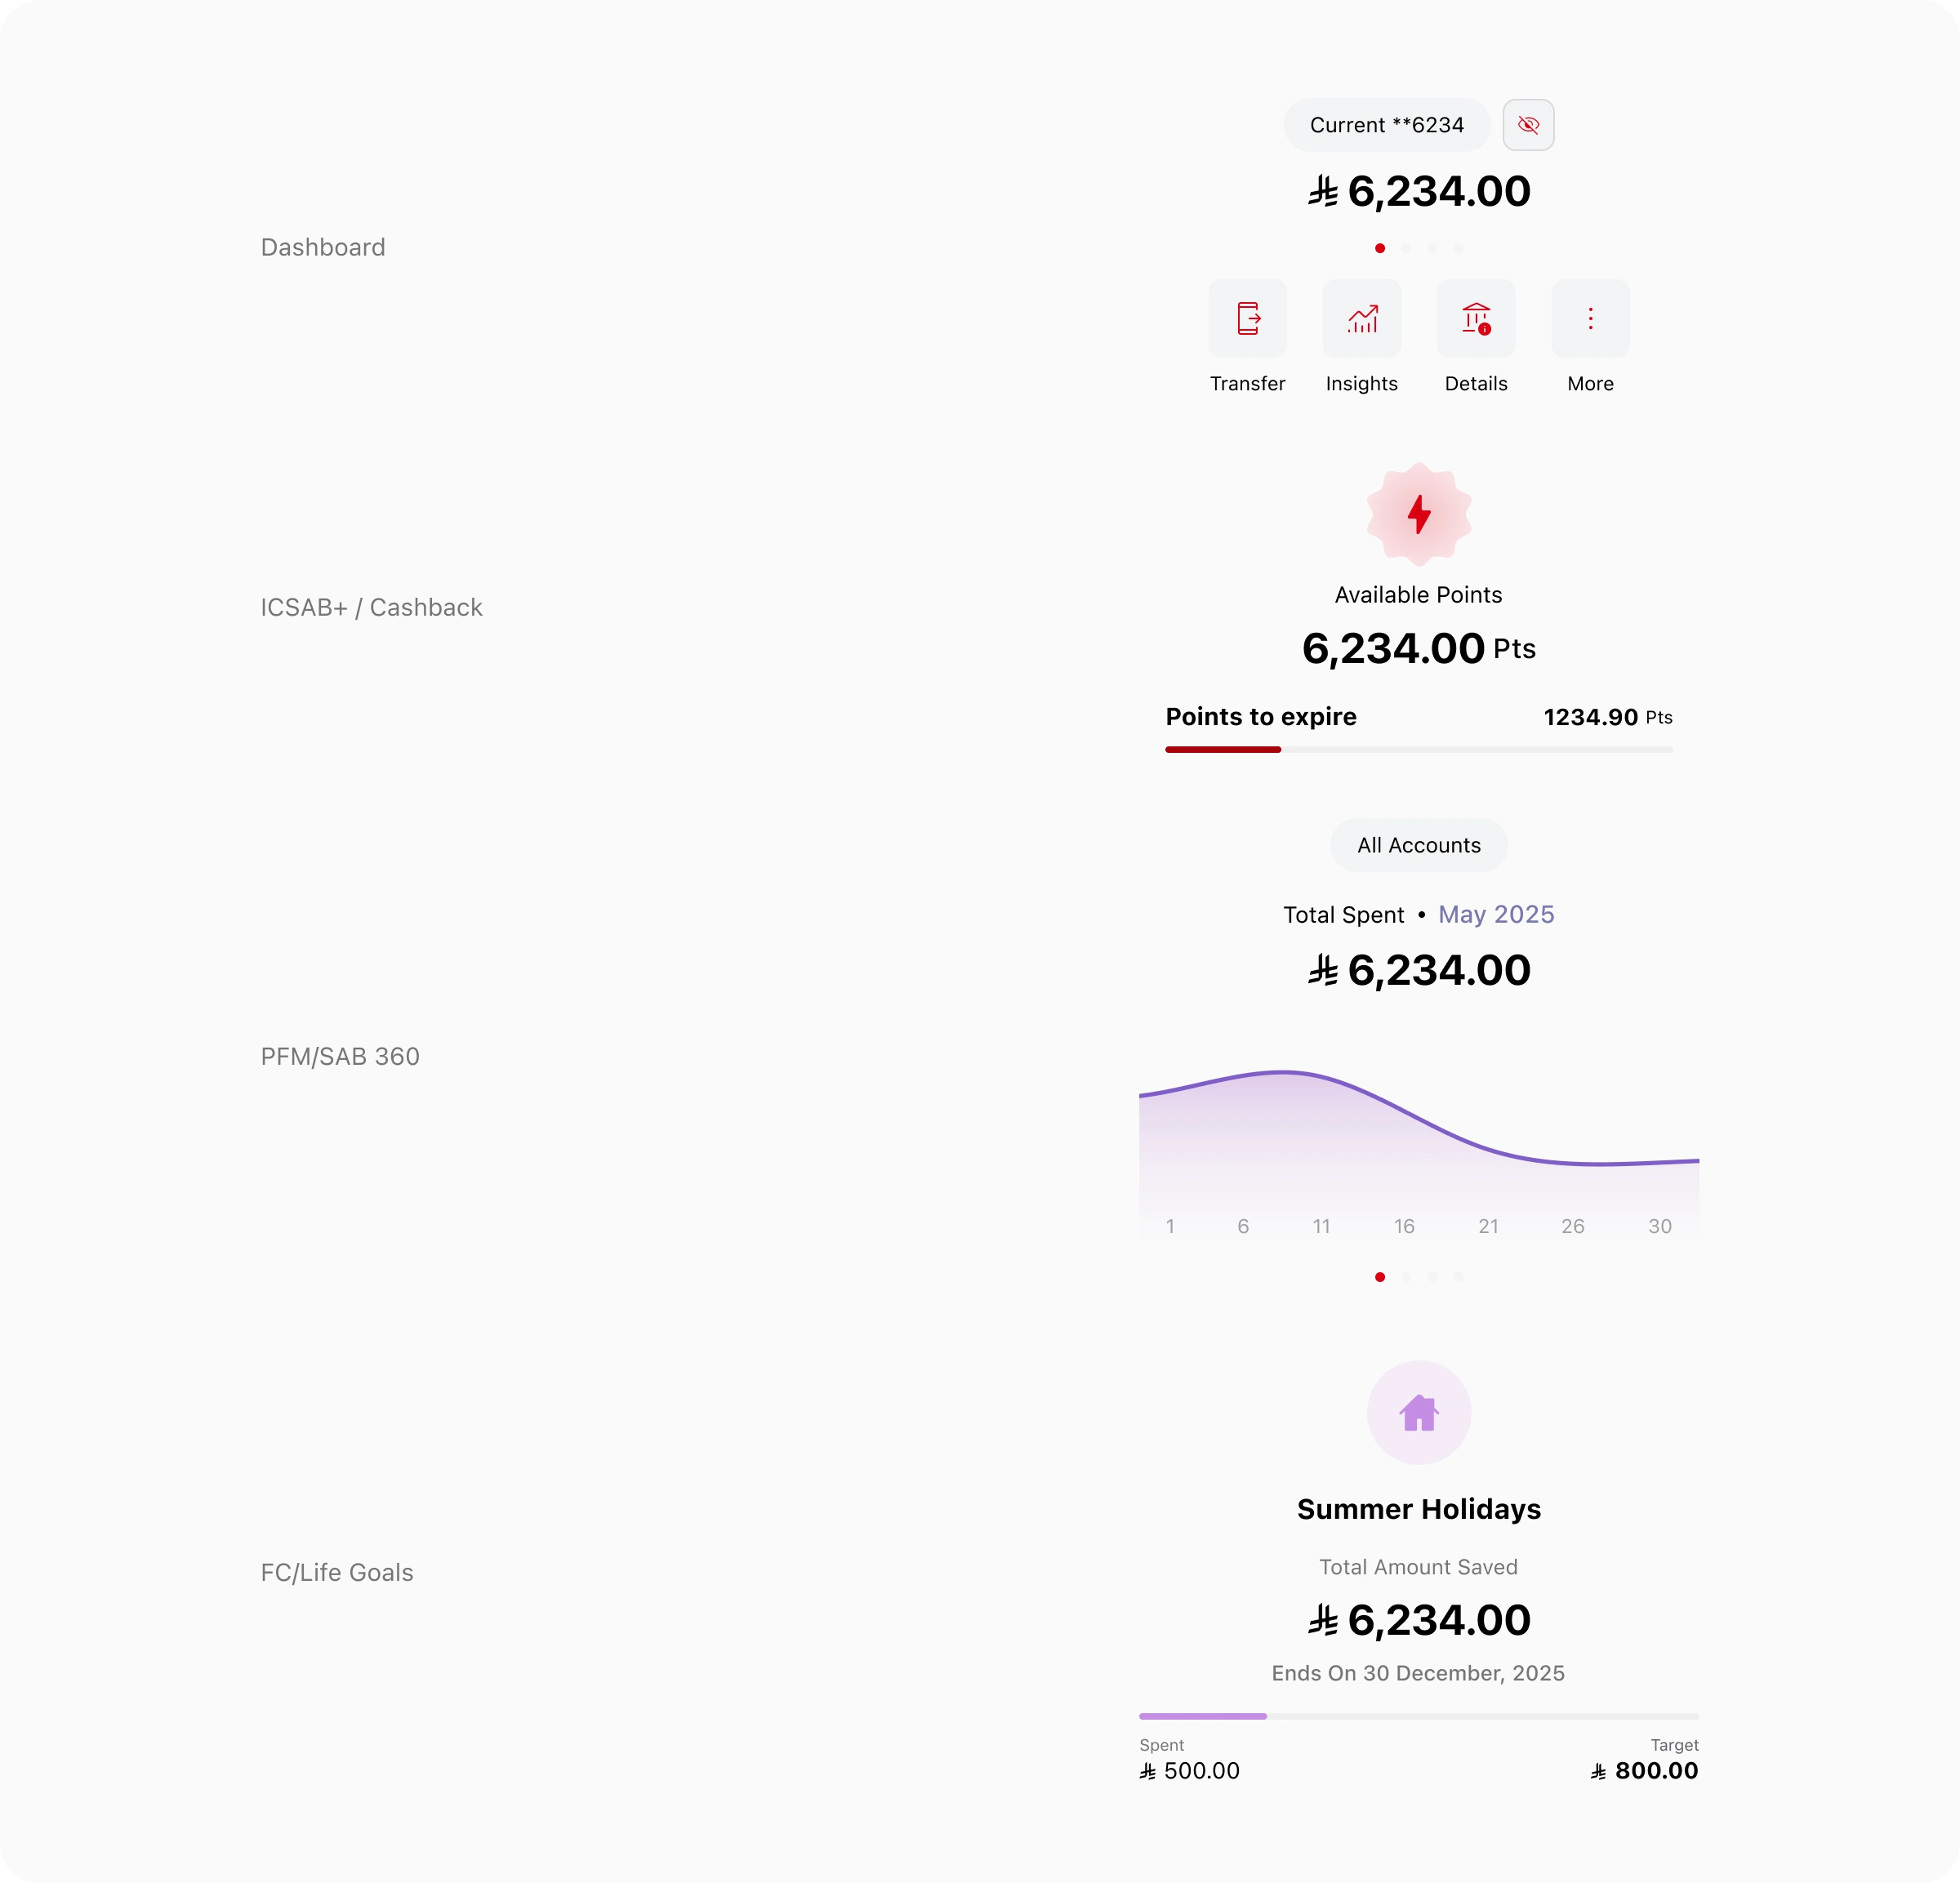 Current **6234
⃁ 6,234.00
Dashboard
Transfer Insights Details More
Available Points
ICSAB+ / Cashback
6,234.00 Pts
Points to expire 1234.90 Pts
All Accounts
Total Spent • May 2025
⃁ 6,234.00
PFM/SAB 360
1 6 11 16 21 26 30
Summer Holidays
Total Amount Saved
FC/Life Goals
⃁ 6,234.00
Ends On 30 December, 2025
Spent Target
⃁ 500.00 ⃁ 800.00